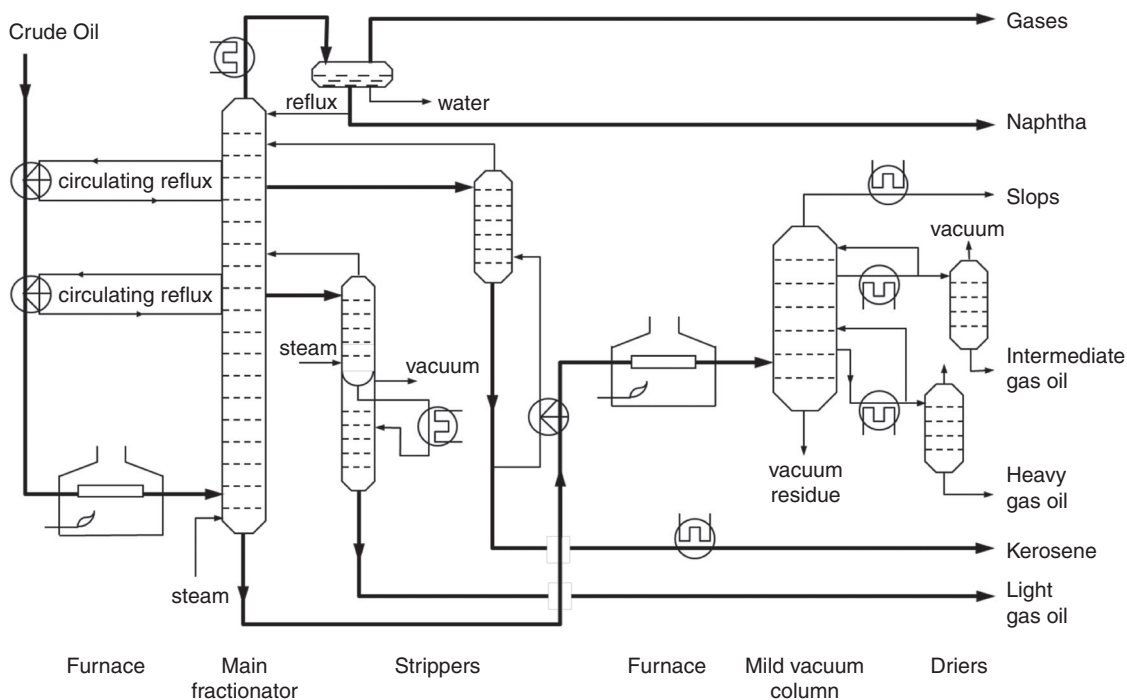 Crude Oil
Gases
reflux
water
Naphtha
circulating reflux
Slops
vacuum
circulating reflux
steam
vacuum
Intermediate
gas oil
vacuum
residue
Heavy
gas oil
Kerosene
steam
Light
gas oil
Furnace
Main
fractionator
Strippers
Furnace
Mild vacuum
column
Driers